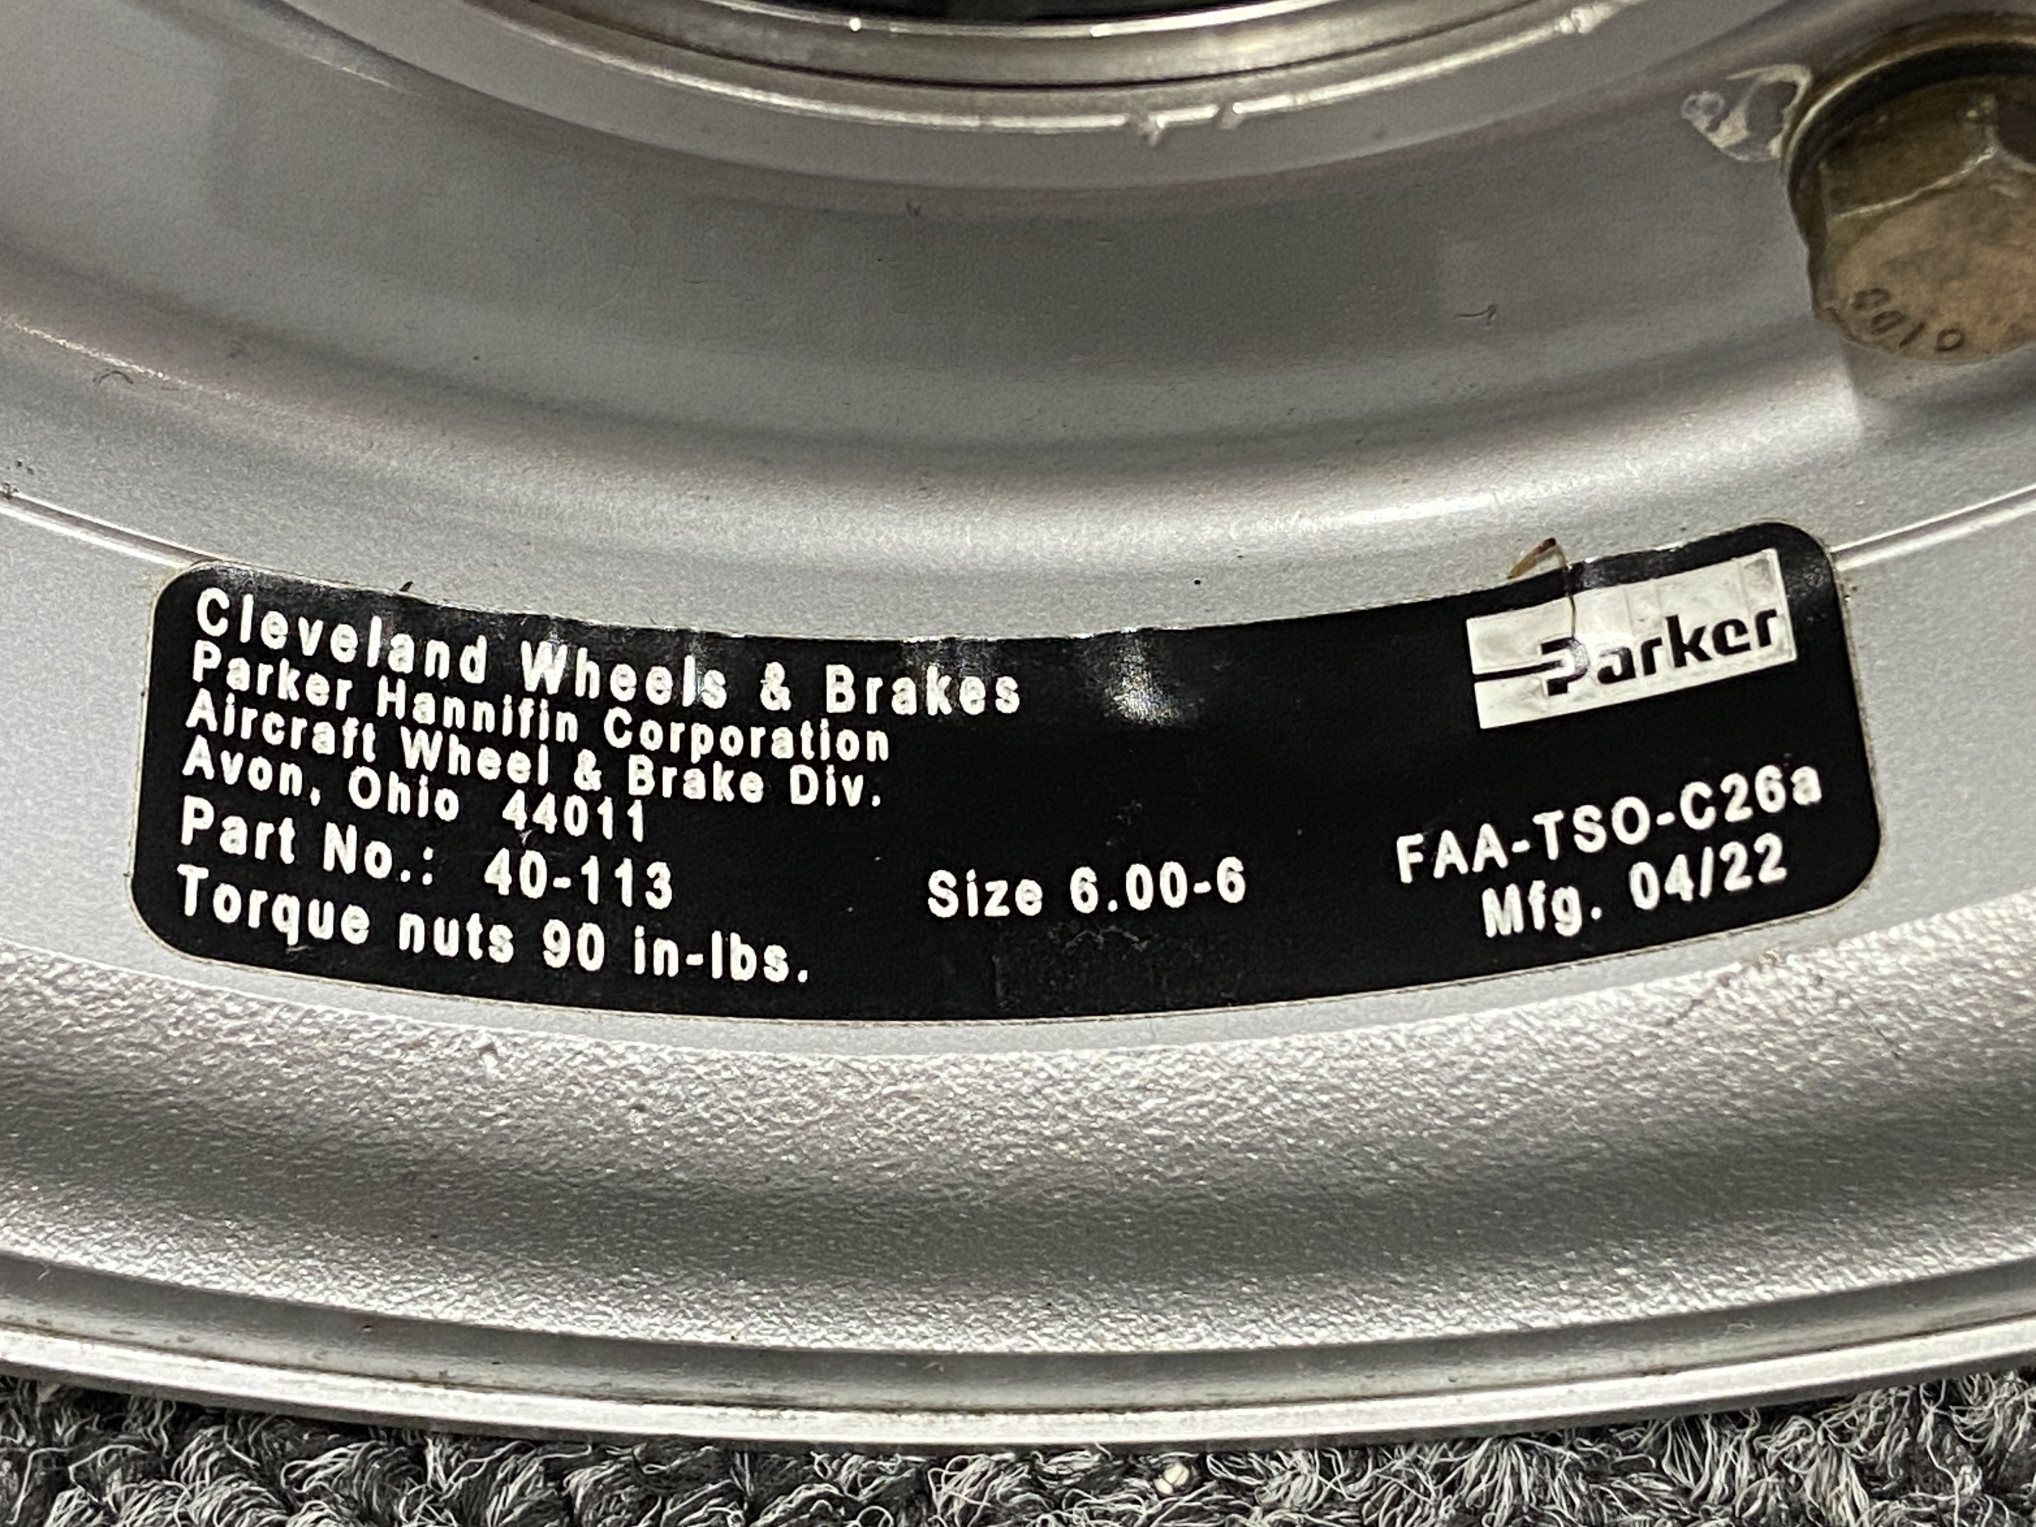 Cleveland Wheels & Brakes
Parker Hannifin Corporation
Aircraft Wheel & Brake Div.
Avon, Ohio 44011
Part No.: 40-113
Torque nuts 90 in-lbs.
Size 6.00-6
Parker
FAA-TSO-C26a
Mfg. 04/22